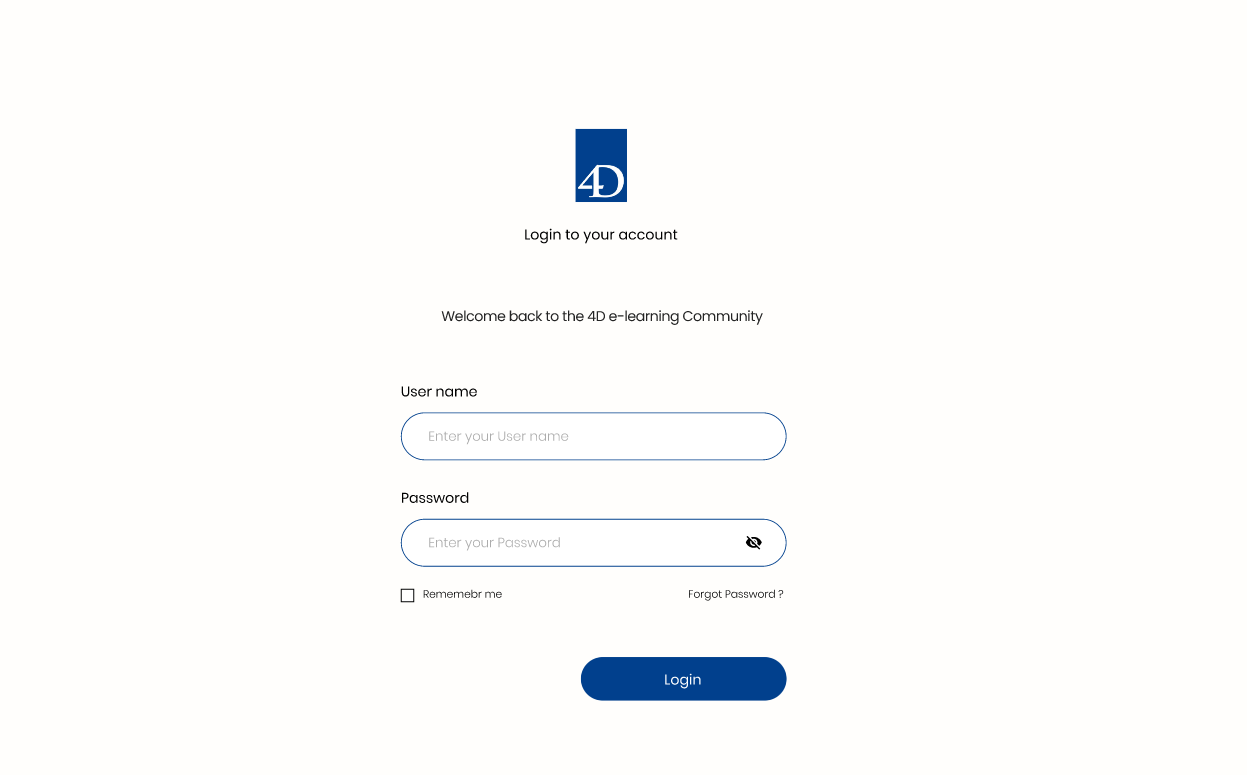 4D
Login to your account
Welcome back to the 4D e-learning Community
User name
Enter your User name
Password
Enter your Password
Rememebr me
Forgot Password ?
Login